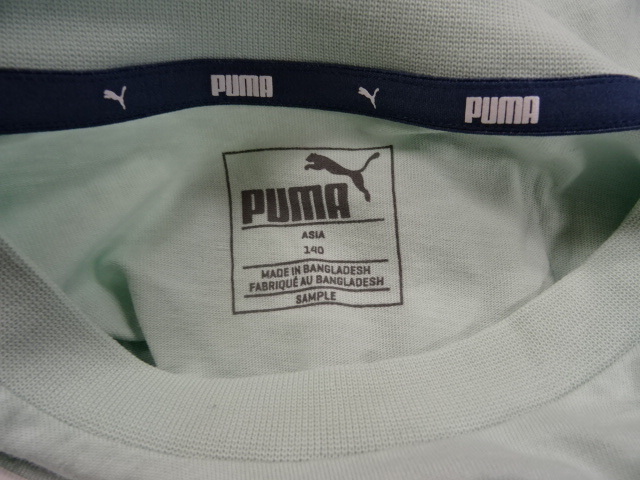 PUMA PUMA
PUMA
ASIA
140
MADE IN BANGLADESH
FABRIQUÉ AU BANGLADESH
SAMPLE